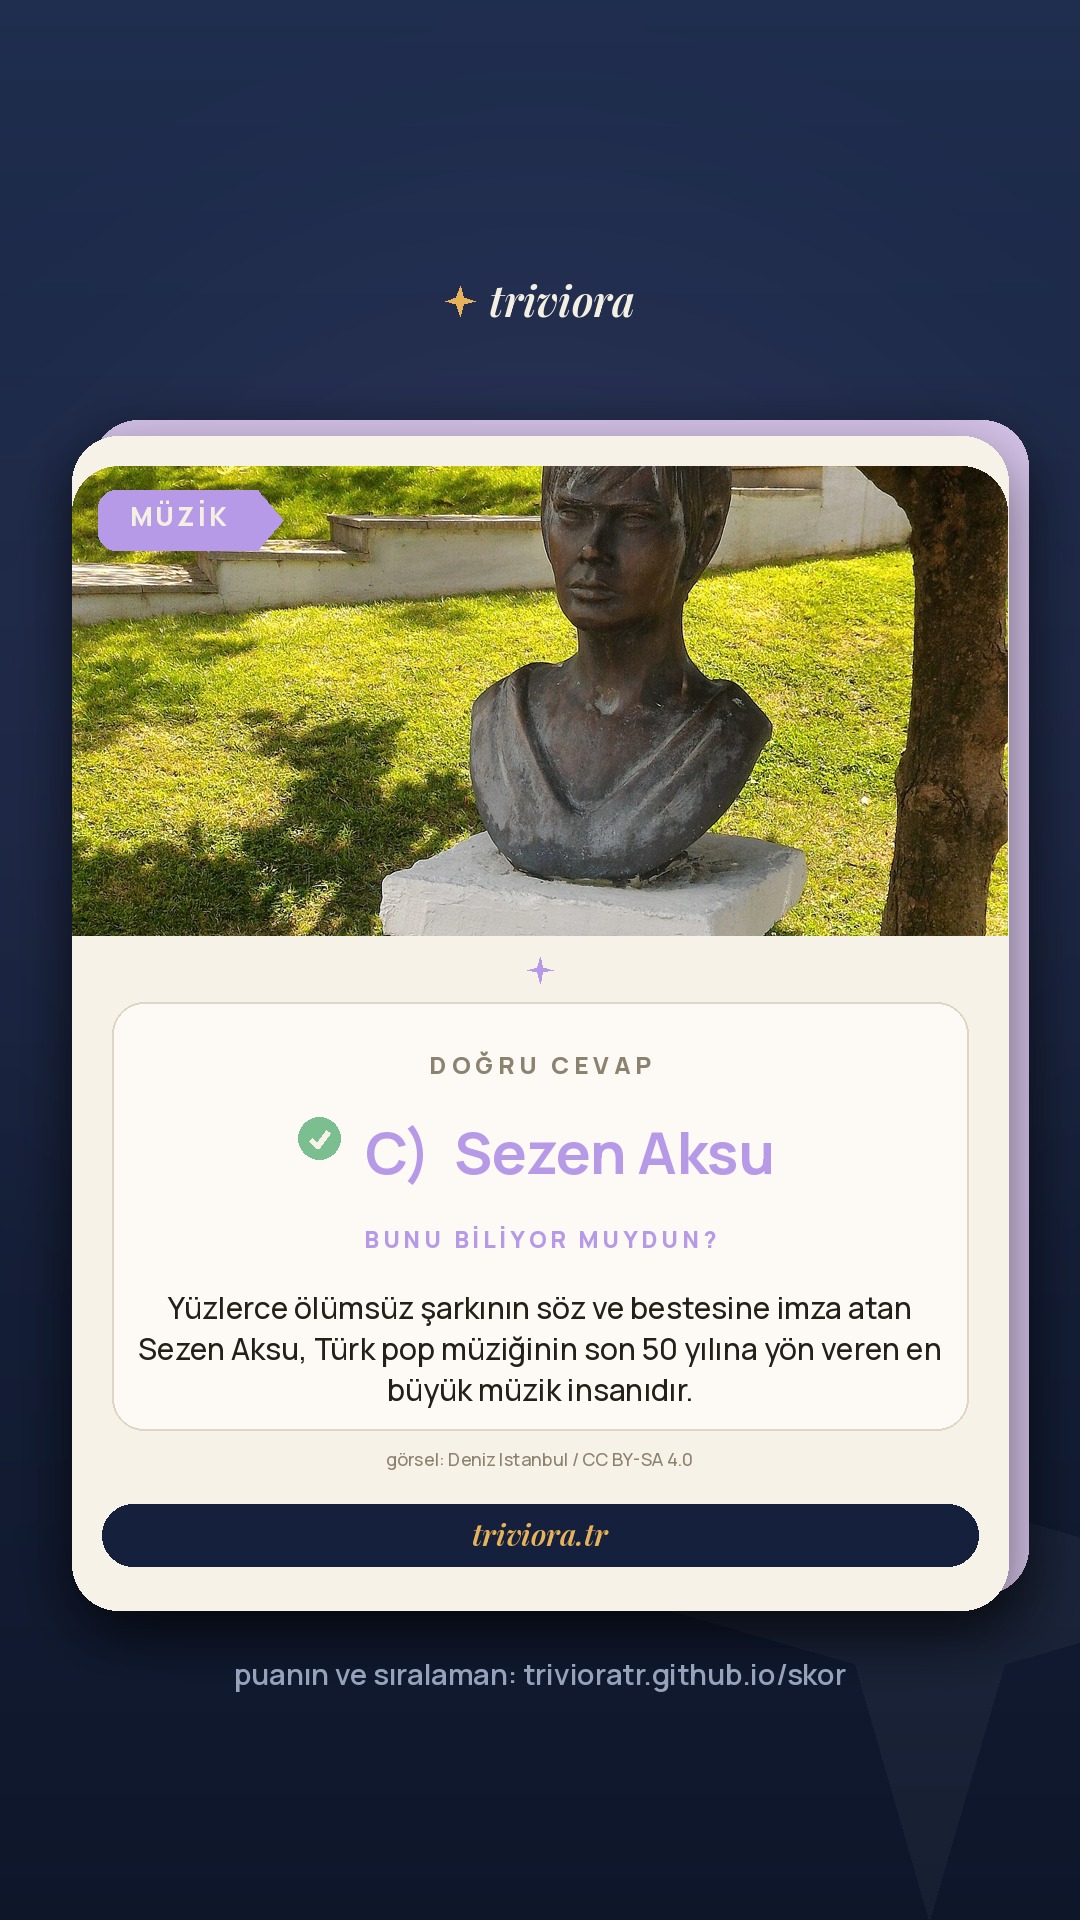 triviora
MÜZİK
DOĞRU CEVAP
C) Sezen Aksu
BUNU BİLİYOR MUYDUN?
Yüzlerce ölümsüz şarkının söz ve bestesine imza atan
Sezen Aksu, Türk pop müziğinin son 50 yılına yön veren en
büyük müzik insanıdır.
görsel: Deniz Istanbul / CC BY-SA 4.0
triviora.tr
puanın ve sıralaman: trivioratr.github.io/skor